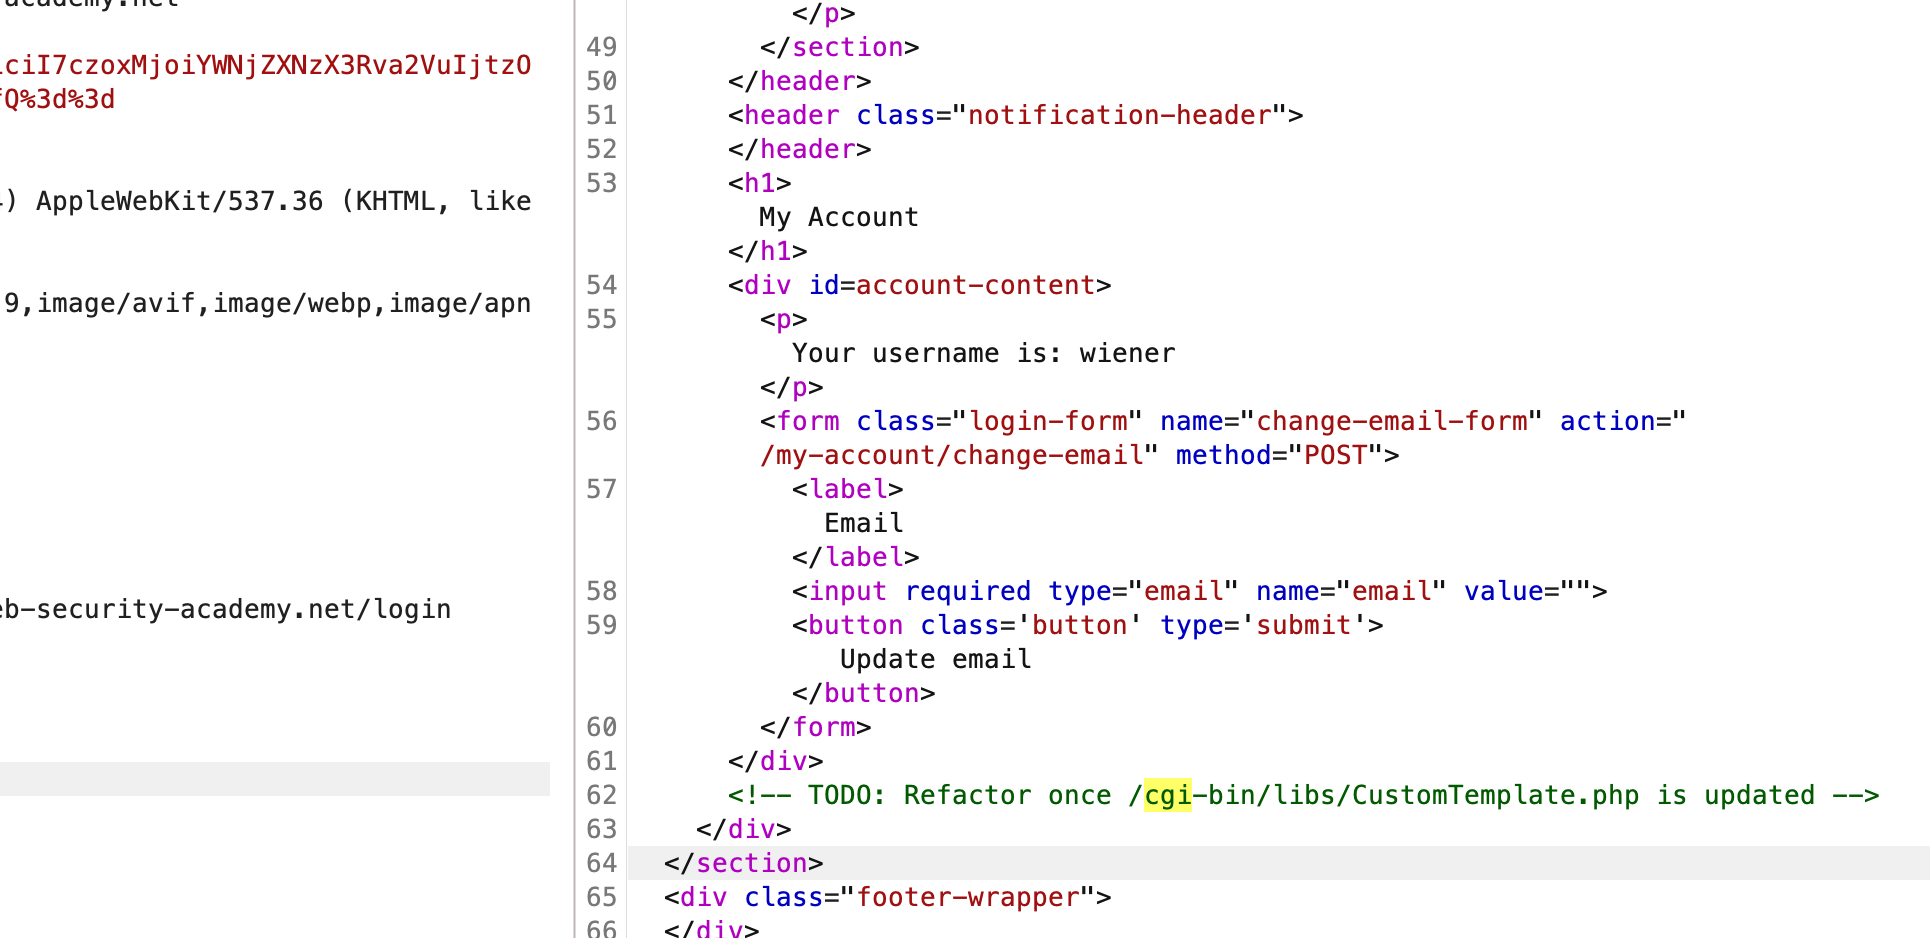 ciI7czoxMjoiYWNjZXNzX3Rva2VuIjtzO
Q%3d%3d
) AppleWebKit/537.36 (KHTML, like
9,image/avif,image/webp,image/apn
eb-security-academy.net/login
</p>
49 </section>
50 </header>
51 <header class="notification-header">
52 </header>
53 <h1>
My Account
</h1>
54 <div id=account-content>
55 <p>
Your username is: wiener
</p>
56 <form class="login-form" name="change-email-form" action="
/my-account/change-email" method="POST">
57 <label>
Email
</label>
58 <input required type="email" name="email" value="">
59 <button class='button' type='submit'>
Update email
</button>
60 </form>
61 </div>
62 <!-- TODO: Refactor once /cgi-bin/libs/CustomTemplate.php is updated -->
63 </div>
64 </section>
65 <div class="footer-wrapper">
66 </div>